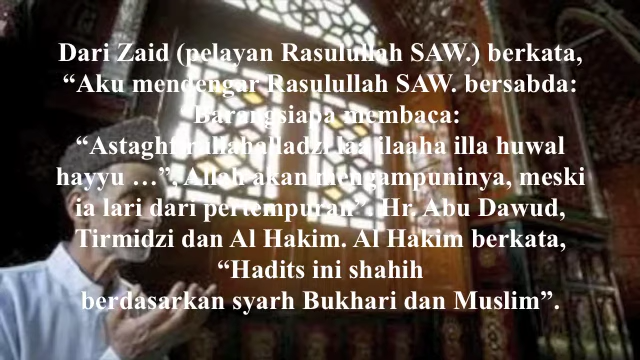 Dari Zaid (pelayan Rasulullah SAW.) berkata,
“Aku mendengar Rasulullah SAW. bersabda:
“Barangsiapa membaca:
“Astaghfirullahalladzi laa ilaaha illa huwal
hayyu …”, Allah akan mengampuninya, meski
ia lari dari pertempuran”. Hr. Abu Dawud,
Tirmidzi dan Al Hakim. Al Hakim berkata,
“Hadits ini shahih
berdasarkan syarh Bukhari dan Muslim”.